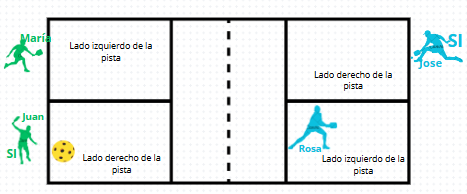 María
Lado izquierdo de la
pista
SI
Jose
Lado derecho de la
pista
Juan
SI
Lado derecho de la
pista
Rosa
Lado izquierdo de la
pista